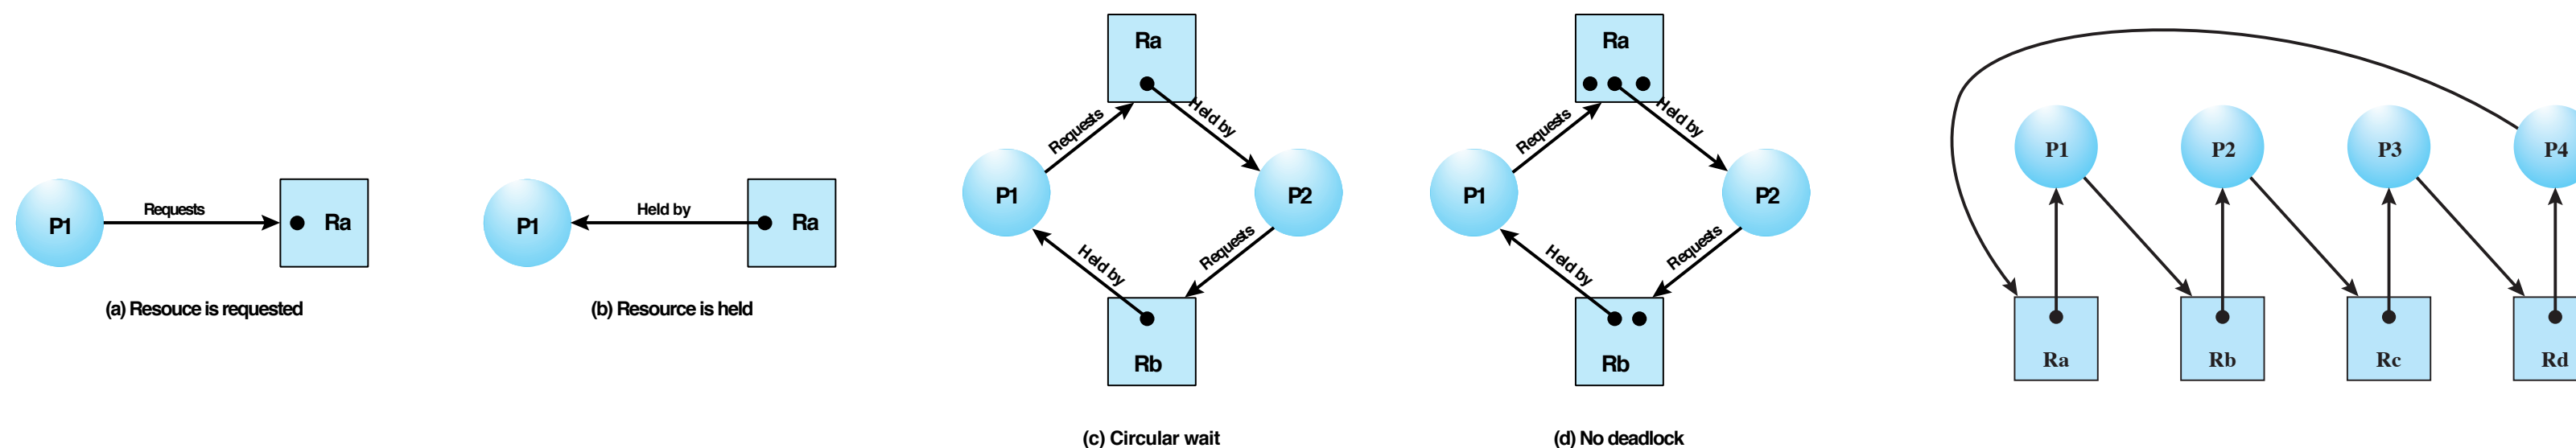 P1
Requests
Ra
(a) Resouce is requested
P1
Held by
Ra
(b) Resource is held
Ra
Requests
Held by
P1
P2
Held by
Requests
Rb
(c) Circular wait
Ra
Requests
Held by
P1
P2
Held by
Requests
Rb
(d) No deadlock
P1
P2
P3
P4
Ra
Rb
Rc
Rd